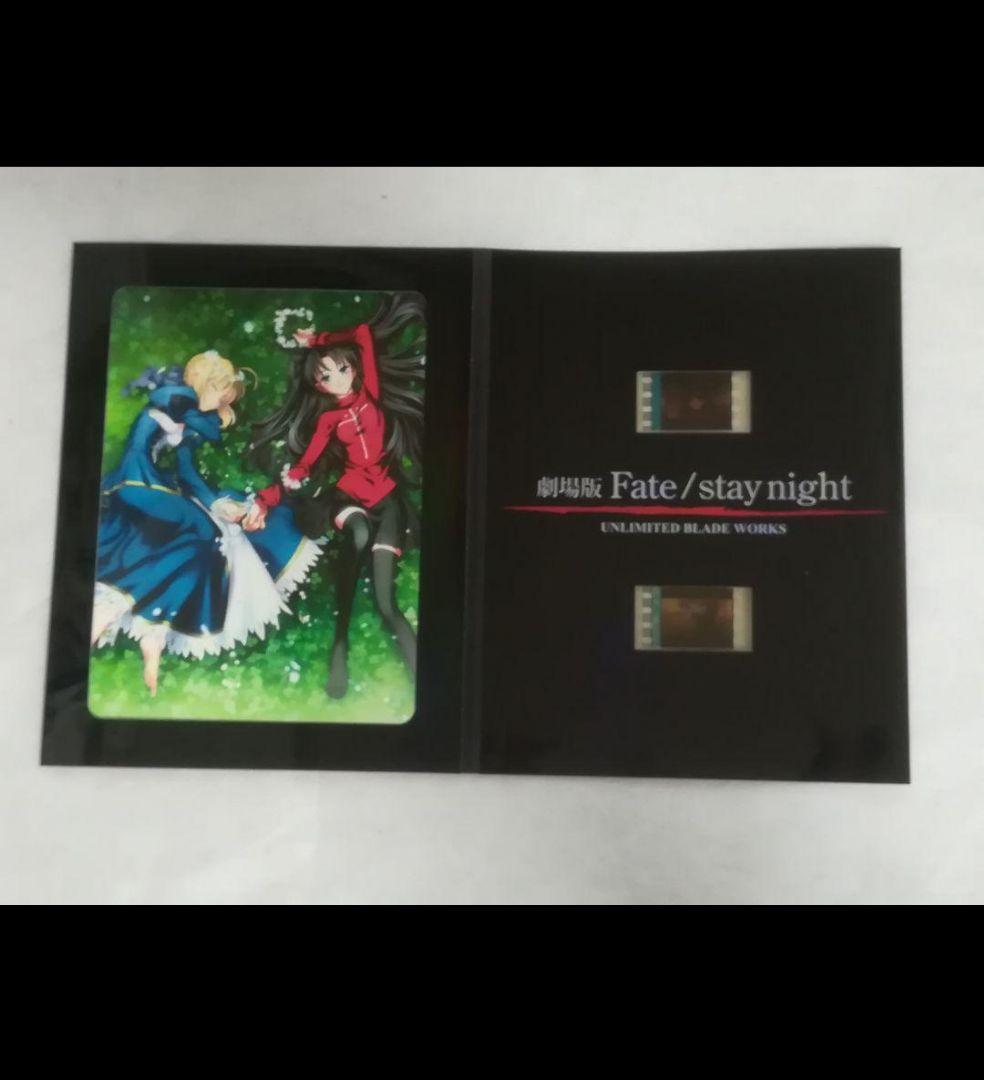 劇場版 Fate/stay night
UNLIMITED BLADE WORKS